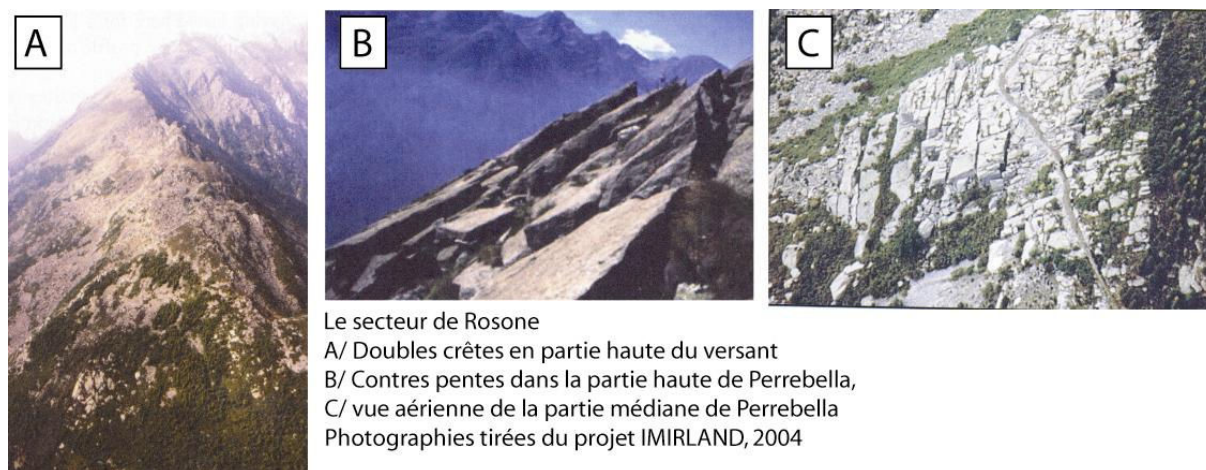 A
B
C
Le secteur de Rosone
A/ Doubles crêtes en partie haute du versant
B/ Contres pentes dans la partie haute de Perrebella,
C/ vue aérienne de la partie médiane de Perrebella
Photographies tirées du projet IMIRLAND, 2004